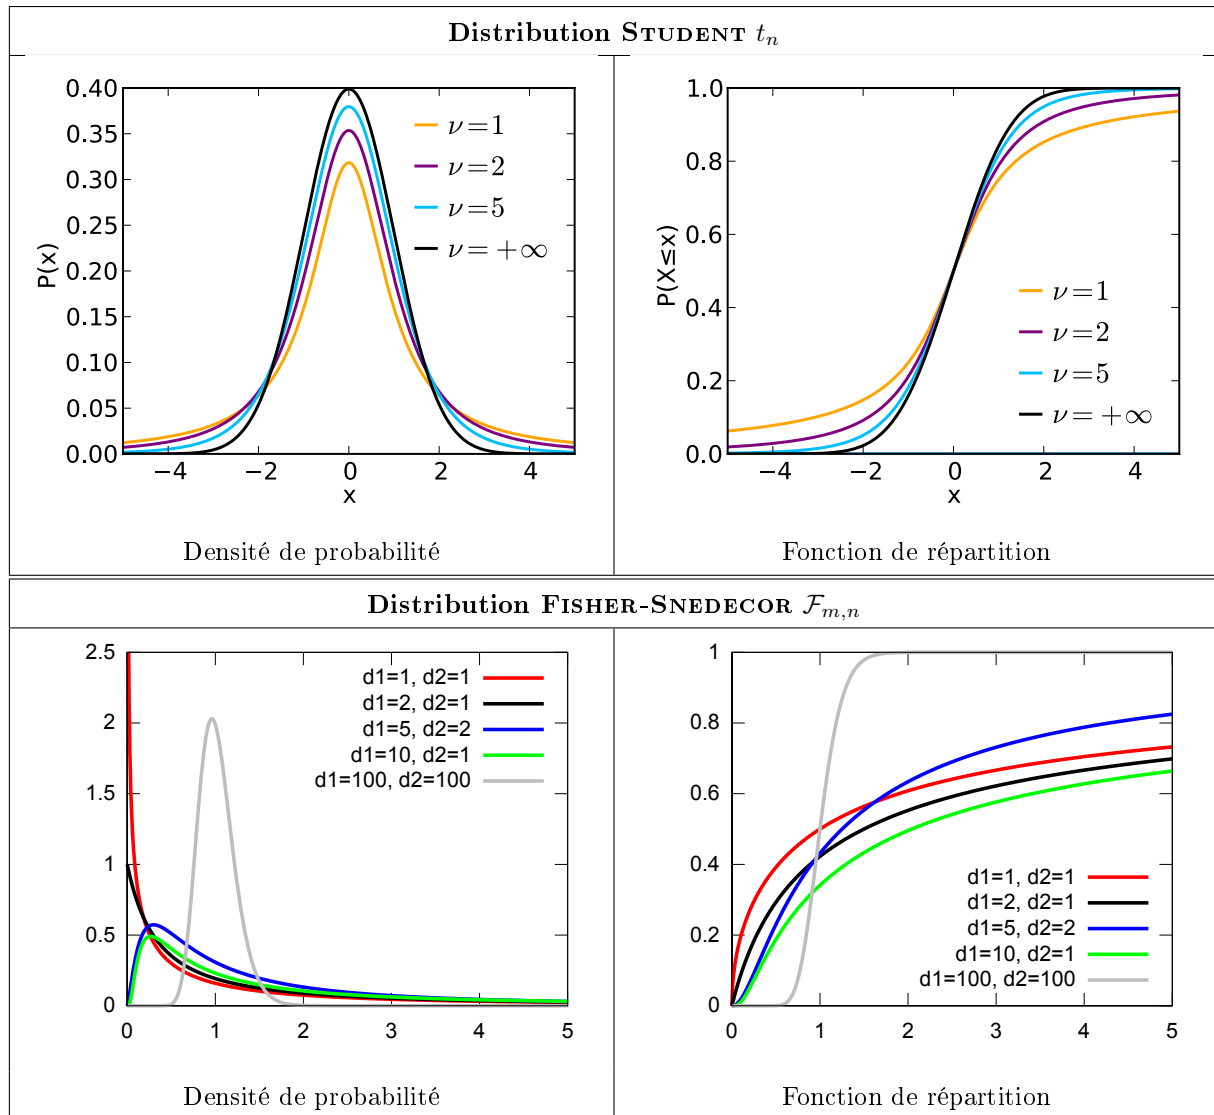 Distribution STUDENT tₙ
0.40
0.35
0.30
0.25
0.20
0.15
0.10
0.05
0.00
P(x)
−4 −2 0 2 4
x
ν=1
ν=2
ν=5
ν=+∞
Densité de probabilité
1.0
0.8
0.6
0.4
0.2
0.0
P(X≤x)
−4 −2 0 2 4
x
ν=1
ν=2
ν=5
ν=+∞
Fonction de répartition
Distribution FISHER-SNEDECOR ℱm,n
2.5
2
1.5
1
0.5
0
0 1 2 3 4 5
d1=1, d2=1
d1=2, d2=1
d1=5, d2=2
d1=10, d2=1
d1=100, d2=100
Densité de probabilité
1
0.8
0.6
0.4
0.2
0
0 1 2 3 4 5
d1=1, d2=1
d1=2, d2=1
d1=5, d2=2
d1=10, d2=1
d1=100, d2=100
Fonction de répartition